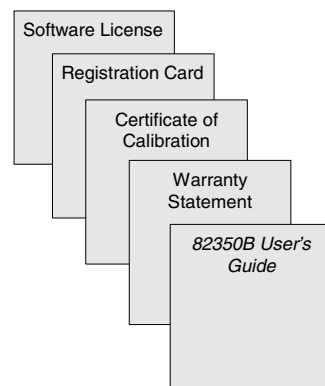 Software License
Registration Card
Certificate of
Calibration
Warranty
Statement
82350B User's
Guide